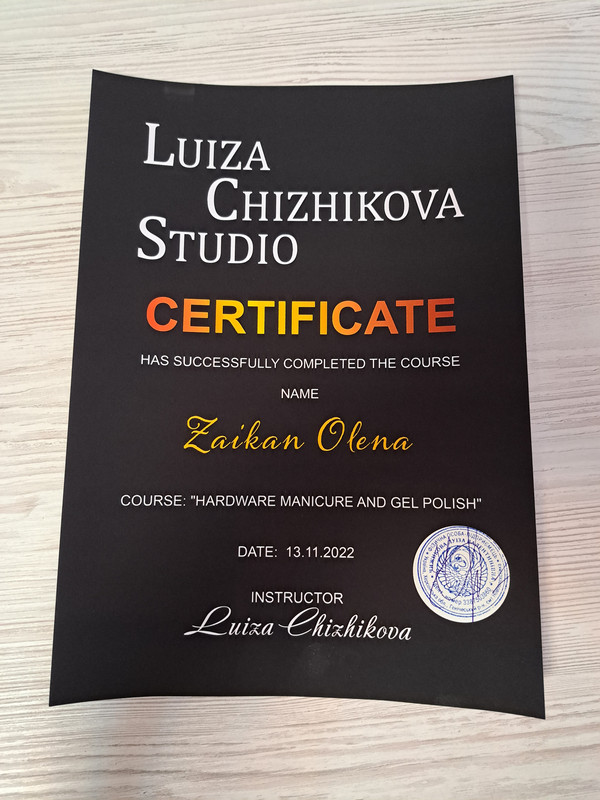 LUIZA
CHIZHIKOVA
STUDIO
CERTIFICATE
HAS SUCCESSFULLY COMPLETED THE COURSE
NAME
Zaikan Olena
COURSE: "HARDWARE MANICURE AND GEL POLISH"
DATE: 13.11.2022
INSTRUCTOR
Luiza Chizhikova